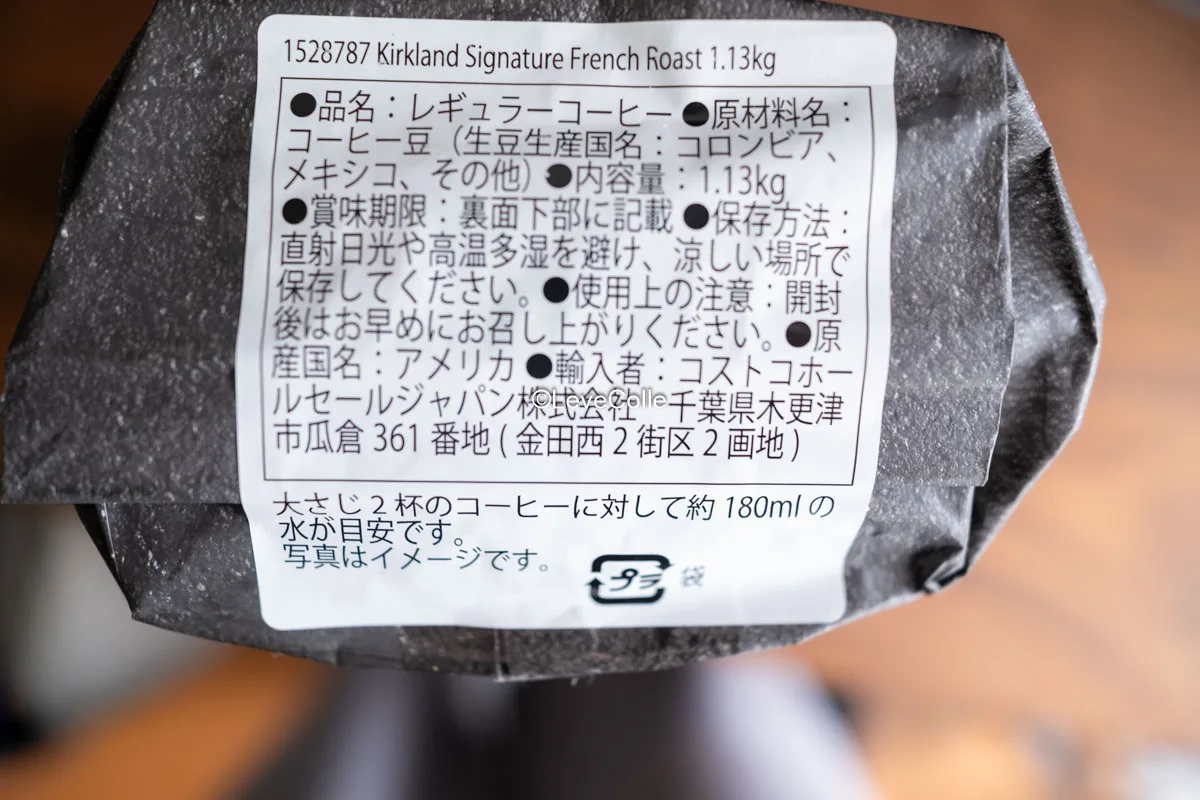 1528787 Kirkland Signature French Roast 1.13kg
●品名：レギュラーコーヒー ●原材料名：
コーヒー豆（生豆生産国名：コロンビア、
メキシコ、その他）●内容量：1.13kg
●賞味期限：裏面下部に記載 ●保存方法：
直射日光や高温多湿を避け、涼しい場所で
保存してください。●使用上の注意：開封
後はお早めにお召し上がりください。●原
産国名：アメリカ ●輸入者：コストコホー
ルセールジャパン株式会社 千葉県木更津
©LeveCalle
市瓜倉 361 番地 ( 金田西 2 街区 2 画地 )
大さじ 2 杯のコーヒーに対して約 180ml の
水が目安です。
写真はイメージです。
プラ 袋